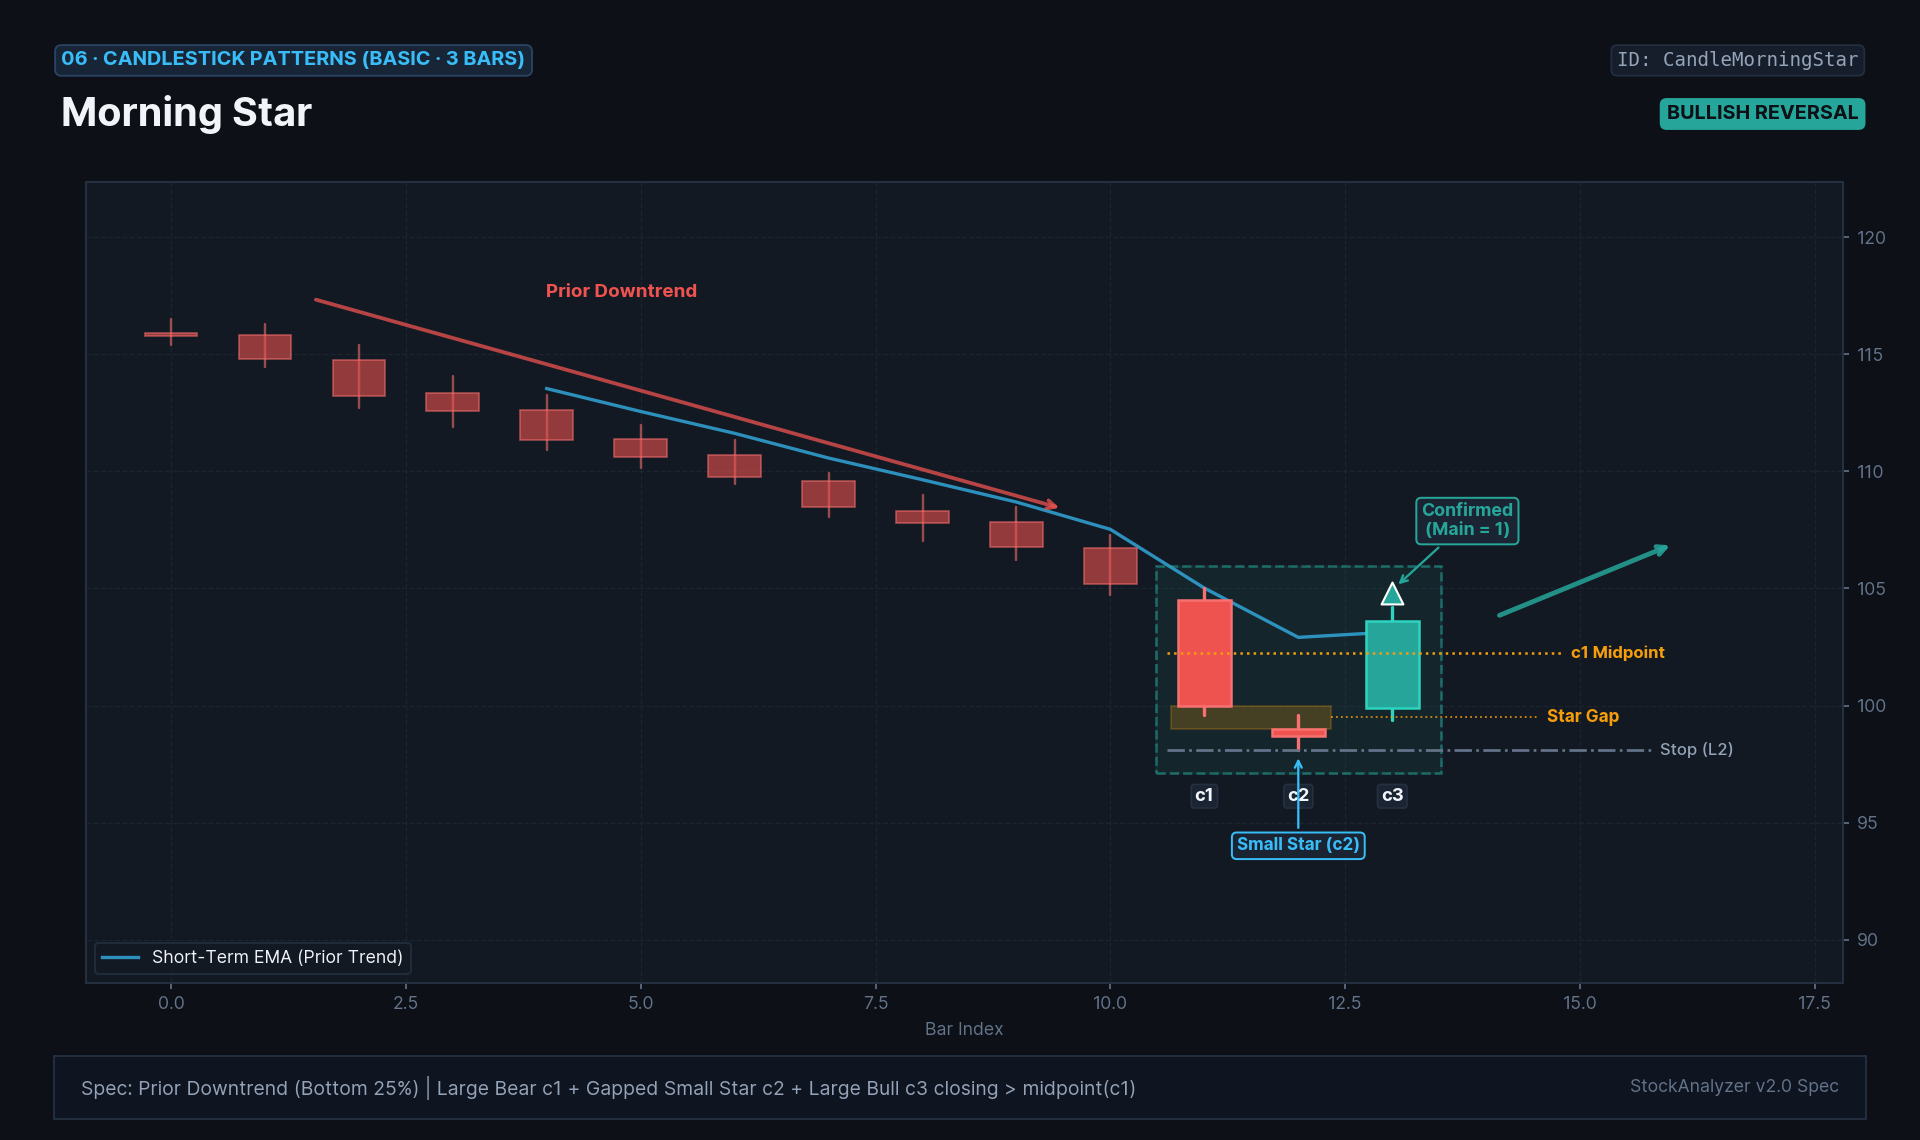 06 · CANDLESTICK PATTERNS (BASIC · 3 BARS)
ID: CandleMorningStar
Morning Star
BULLISH REVERSAL
Prior Downtrend
Confirmed
(Main = 1)
c1 Midpoint
Star Gap
Stop (L2)
c1
c2
c3
Small Star (c2)
120
115
110
105
100
95
90
Short-Term EMA (Prior Trend)
0.0
2.5
5.0
7.5
10.0
12.5
15.0
17.5
Bar Index
Spec: Prior Downtrend (Bottom 25%) | Large Bear c1 + Gapped Small Star c2 + Large Bull c3 closing > midpoint(c1)
StockAnalyzer v2.0 Spec